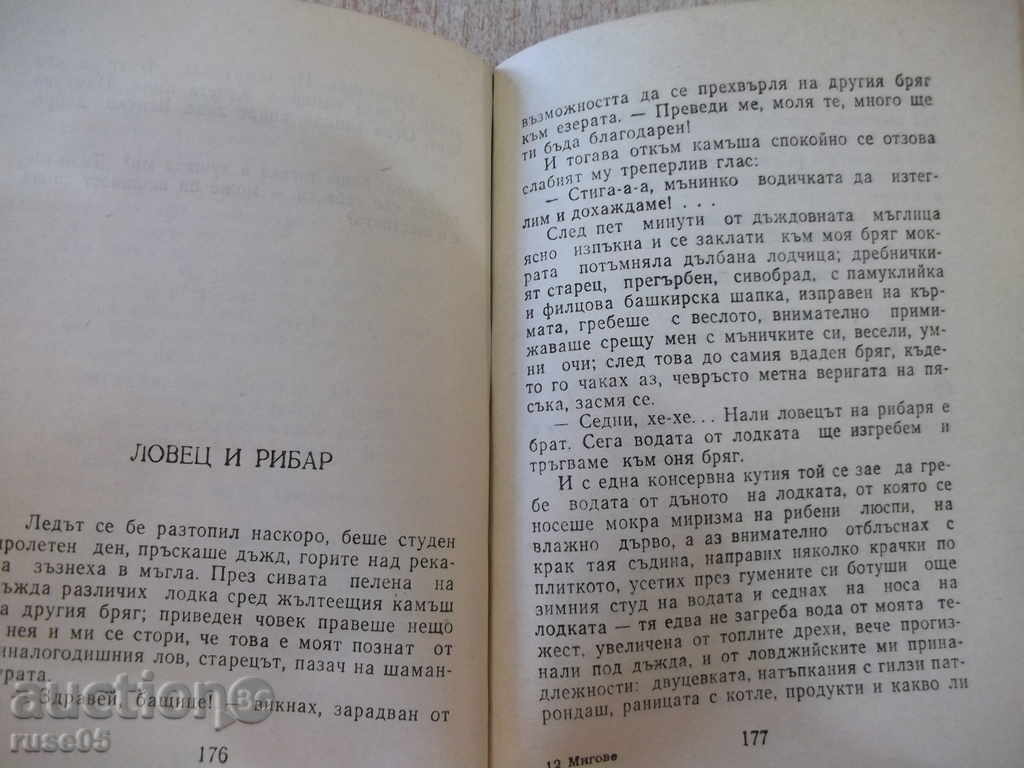 ЛОВЕЦ И РИБАР
Ледът се бе разтопил наскоро, беше студен
пролетен ден, пръскаше дъжд, горите над река-
та зъзнеха в мъгла. През сивата пелена на
дъжда различих лодка сред жълтеещия камъш
на другия бряг; приведен човек правеше нещо
в нея и ми се стори, че това е моят познат от
миналогодишния лов, старецът, пазач на шаман-
дурата.
— Здравей, бащице! — викнах, зарадван от
176
възможността да се прехвърля на другия бряг
към езерата. — Преведи ме, моля те, много ще
ти бъда благодарен!
И тогава откъм камъша спокойно се отзова
слабният му треперлив глас:
— Стига-а-а, мънинко водичката да изтег-
лим и дохаждаме! . . .
След пет минути от дъждовната мъглица
ясно изпъкна и се заклати към моя бряг мок-
рата потъмняла дълбана лодчица; дребнички-
ят старец, прегърбен, сивобрад, с памуклийка
и филцова башкирска шапка, изправен на кър-
мата, гребеше с веслото, внимателно прими-
жаваше срещу мен с мъничките си, весели, ум-
ни очи; след това до самия вдаден бряг, къде-
то го чаках аз, чевръсто метна веригата на пя-
съка, засмя се.
— Седни, хе-хе. . . Нали ловецът на рибаря е
брат. Сега водата от лодката ще изгребем и
тръгваме към оня бряг.
И с една консервна кутия той се зае да гре-
бе водата от дъното на лодката, от която се
носеше мокра миризма на рибени люспи, на
влажно дърво, а аз внимателно отблъснах с
крак тая съдина, направих няколко крачки по
плиткото, усетих през гумените си ботуши още
зимния студ на водата и седнах на носа на
лодката — тя едва не загреба вода от моята те-
жест, увеличена от топлите дрехи, вече прогиз-
нали под дъжда, и от ловджийските ми прина-
длежности: двуцевката, натъпкания с гилзи пат-
рондаш, раницата с котле, продукти и какво ли
12 Мигове
177
auction
ruse05